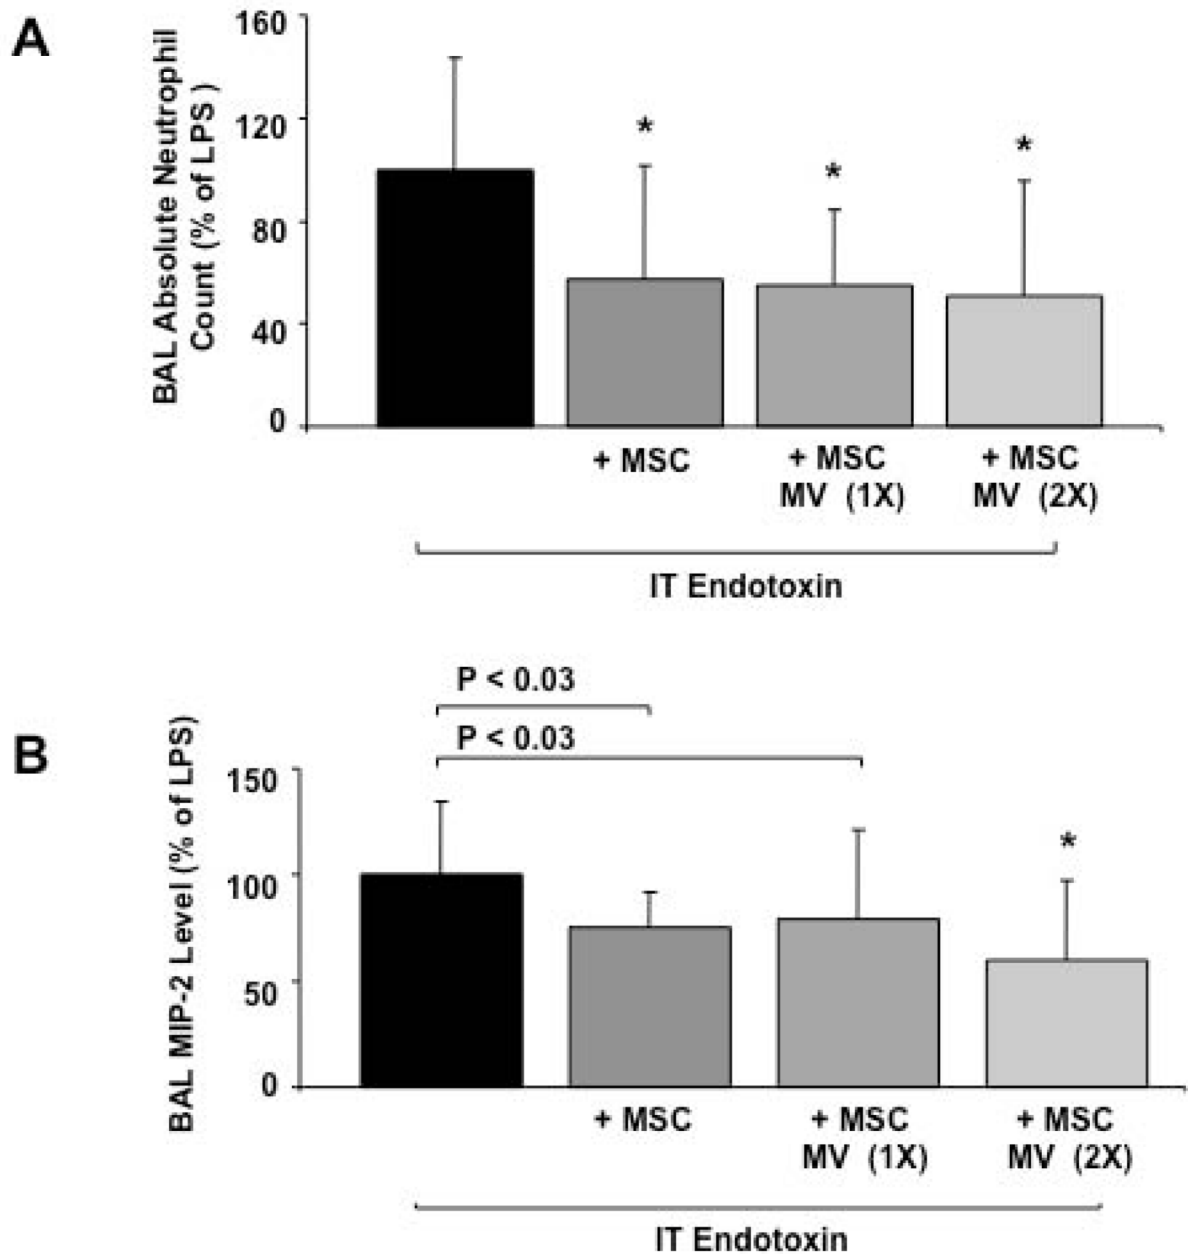 A
BAL Absolute Neutrophil
Count (% of LPS )
160
120
80
40
0
*
*
*
+ MSC
+ MSC
MV (1X)
+ MSC
MV (2X)
IT Endotoxin
B
P < 0.03
P < 0.03
BAL MIP-2 Level (% of LPS)
150
100
50
0
*
+ MSC
+ MSC
MV (1X)
+ MSC
MV (2X)
IT Endotoxin